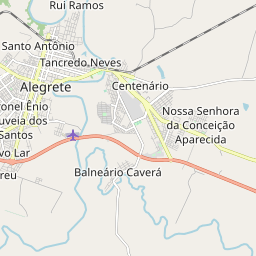 Rui Ramos
Santo Antônio
Tancredo Neves
Alegrete
Centenário
Nossa Senhora
da Conceição
Aparecida
onel Ênio
uveia dos
Santos
vo Lar
reu
Balneário Caverá